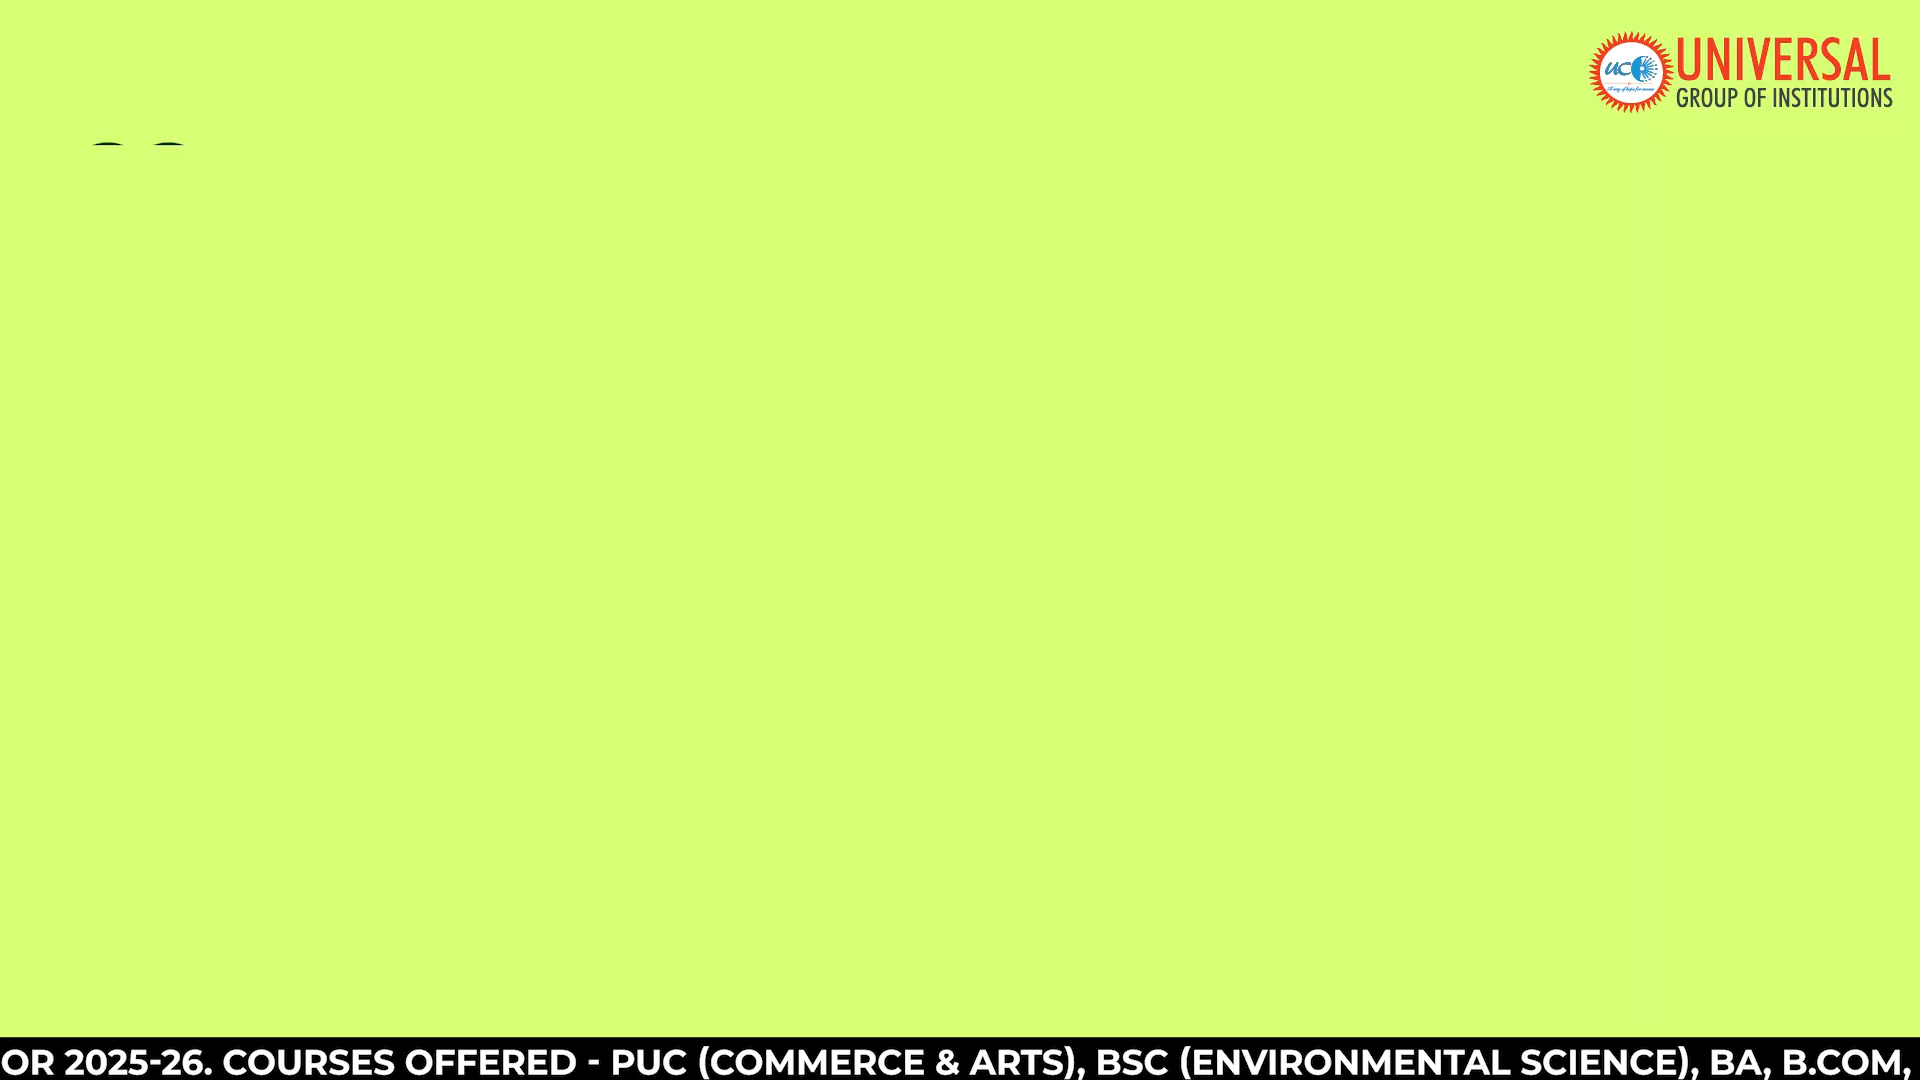 UNIVERSAL
GROUP OF INSTITUTIONS
OR 2025-26. COURSES OFFERED - PUC (COMMERCE & ARTS), BSC (ENVIRONMENTAL SCIENCE), BA, B.COM,